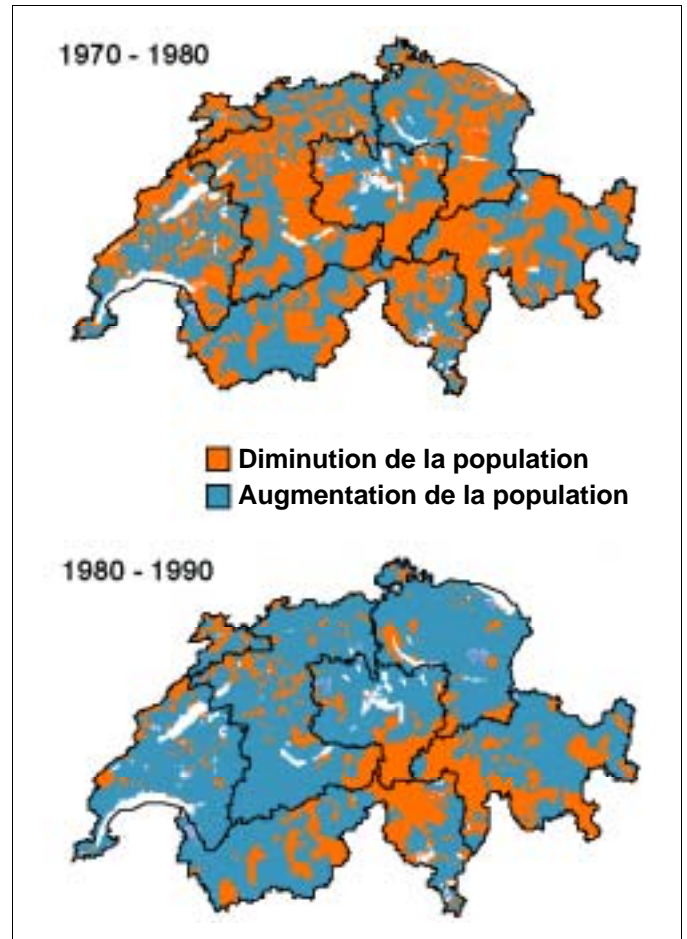 1970 - 1980
Diminution de la population
Augmentation de la population
1980 - 1990